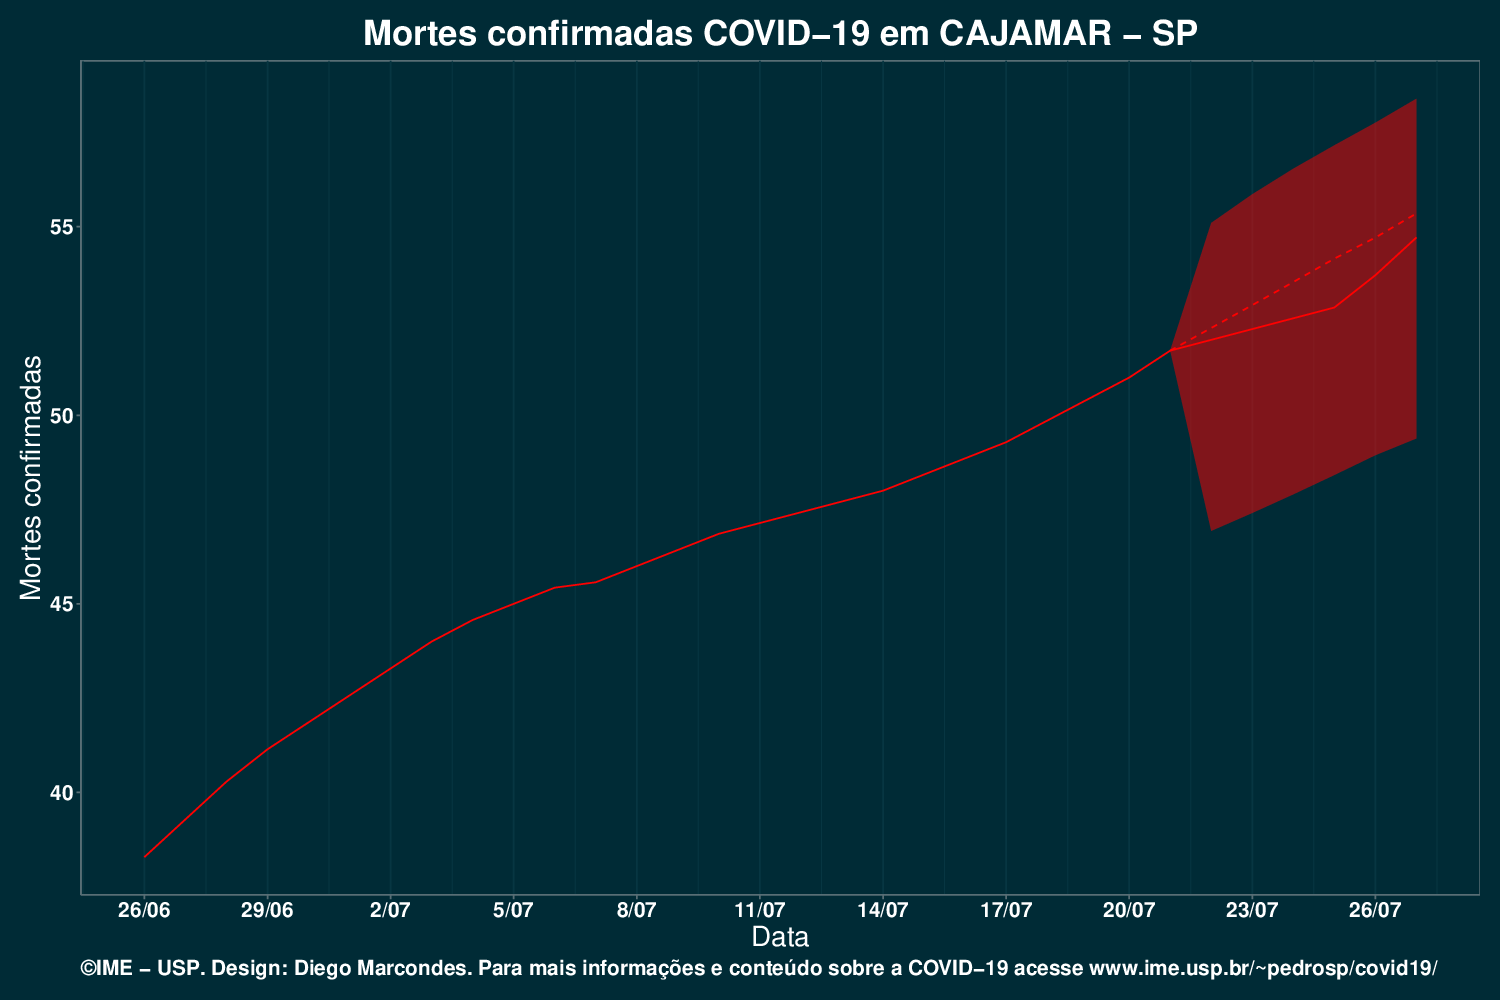 Mortes confirmadas COVID−19 em CAJAMAR − SP
Mortes confirmadas
55
50
45
40
26/06 29/06 2/07 5/07 8/07 11/07 14/07 17/07 20/07 23/07 26/07
Data
©IME − USP. Design: Diego Marcondes. Para mais informações e conteúdo sobre a COVID−19 acesse www.ime.usp.br/~pedrosp/covid19/